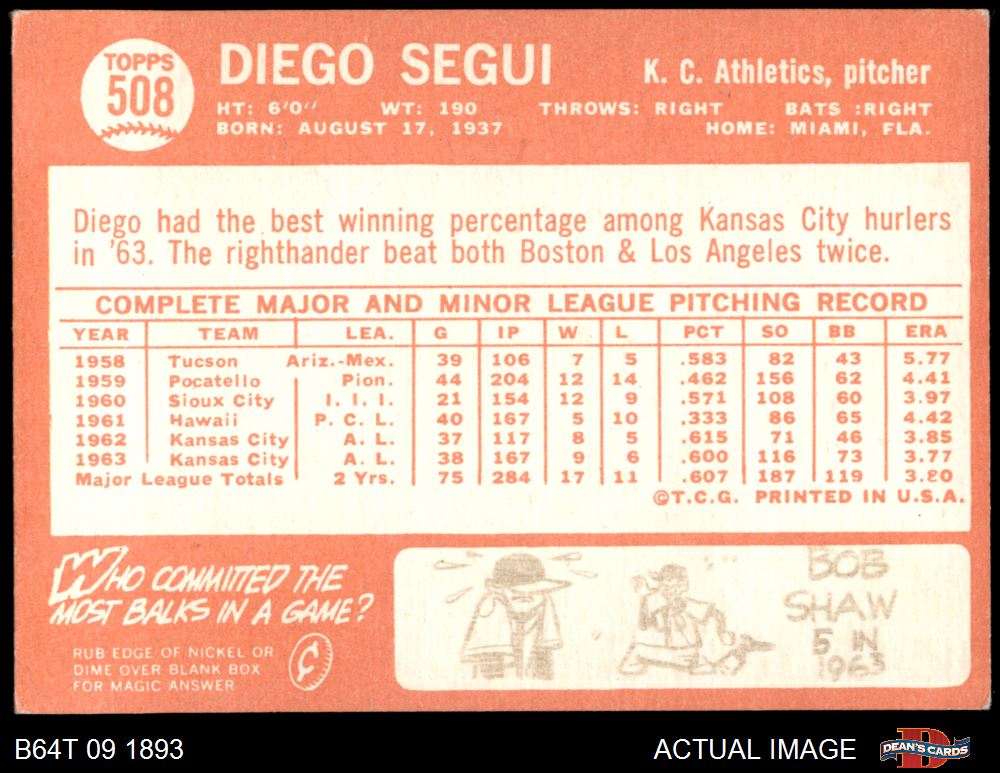 TOPPS
508
DIEGO SEGUI
K. C. Athletics, pitcher
HT: 6'0'' WT: 190 THROWS: RIGHT BATS :RIGHT
BORN: AUGUST 17, 1937 HOME: MIAMI, FLA.
Diego had the best winning percentage among Kansas City hurlers
in '63. The righthander beat both Boston & Los Angeles twice.
COMPLETE MAJOR AND MINOR LEAGUE PITCHING RECORD
YEAR TEAM LEA. G IP W L PCT SO BB ERA
1958 Tucson Ariz.-Mex. 39 106 7 5 .583 82 43 5.77
1959 Pocatello Pion. 44 204 12 14 .462 156 62 4.41
1960 Sioux City I. I. I. 21 154 12 9 .571 108 60 3.97
1961 Hawaii P. C. L. 40 167 5 10 .333 86 65 4.42
1962 Kansas City A. L. 37 117 8 5 .615 71 46 3.85
1963 Kansas City A. L. 38 167 9 6 .600 116 73 3.77
Major League Totals 2 Yrs. 75 284 17 11 .607 187 119 3.80
©T.C.G. PRINTED IN U.S.A.
WHO COMMITTED THE
MOST BALKS IN A GAME?
RUB EDGE OF NICKEL OR
DIME OVER BLANK BOX
FOR MAGIC ANSWER
¢
BOB
SHAW
5 IN
1963
B64T 09 1893
ACTUAL IMAGE
DEAN'S CARDS